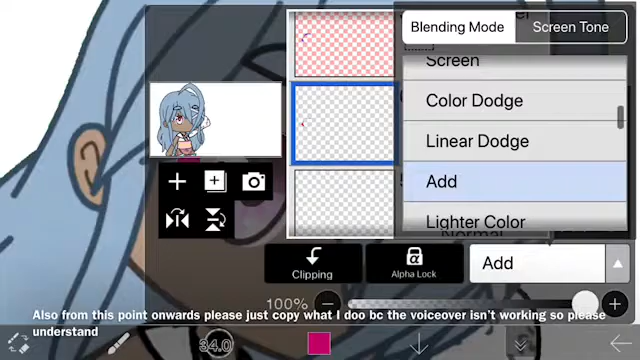 Blending Mode
Screen Tone
Screen
Color Dodge
Linear Dodge
Add
Lighter Color
Normal
Clipping
Alpha Lock
Add
100%
Also from this point onwards please just copy what I doo bc the voiceover isn't working so please
understand
34.0